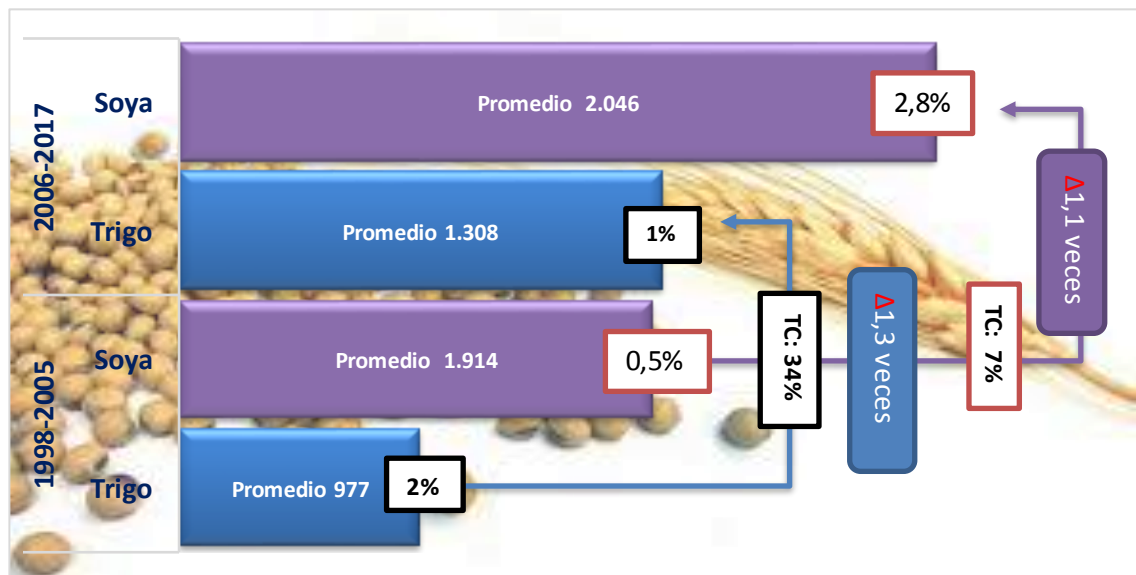 2006-2017
Soya
Promedio 2.046
2,8%
Trigo
Promedio 1.308
1%
1998-2005
Soya
Promedio 1.914
0,5%
Trigo
Promedio 977
2%
TC: 34%
Δ1,3 veces
TC: 7%
Δ1,1 veces